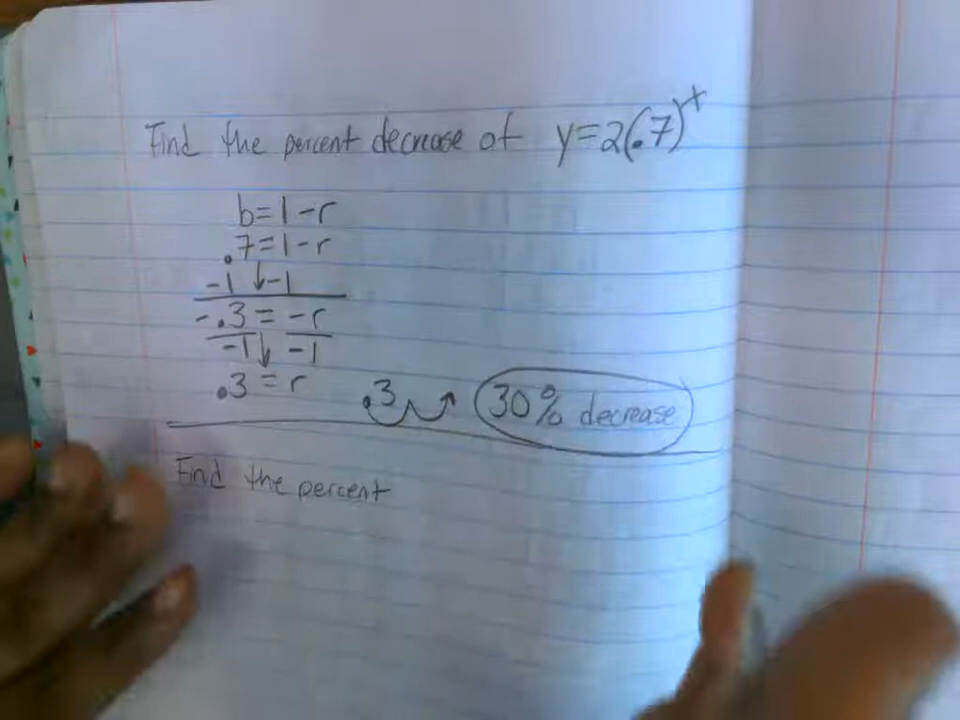 Find the percent decrease of y=2(.7)^t
b=1-r
.7=1-r
-1 ↓-1
-.3 = -r
-1 ↓ -1
.3 = r .3 30% decrease
Find the percent